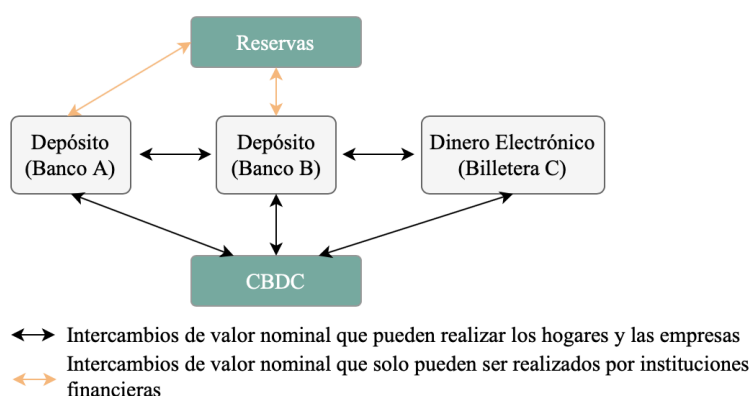 Reservas
Depósito
(Banco A)
Depósito
(Banco B)
Dinero Electrónico
(Billetera C)
CBDC
Intercambios de valor nominal que pueden realizar los hogares y las empresas
Intercambios de valor nominal que solo pueden ser realizados por instituciones
financieras